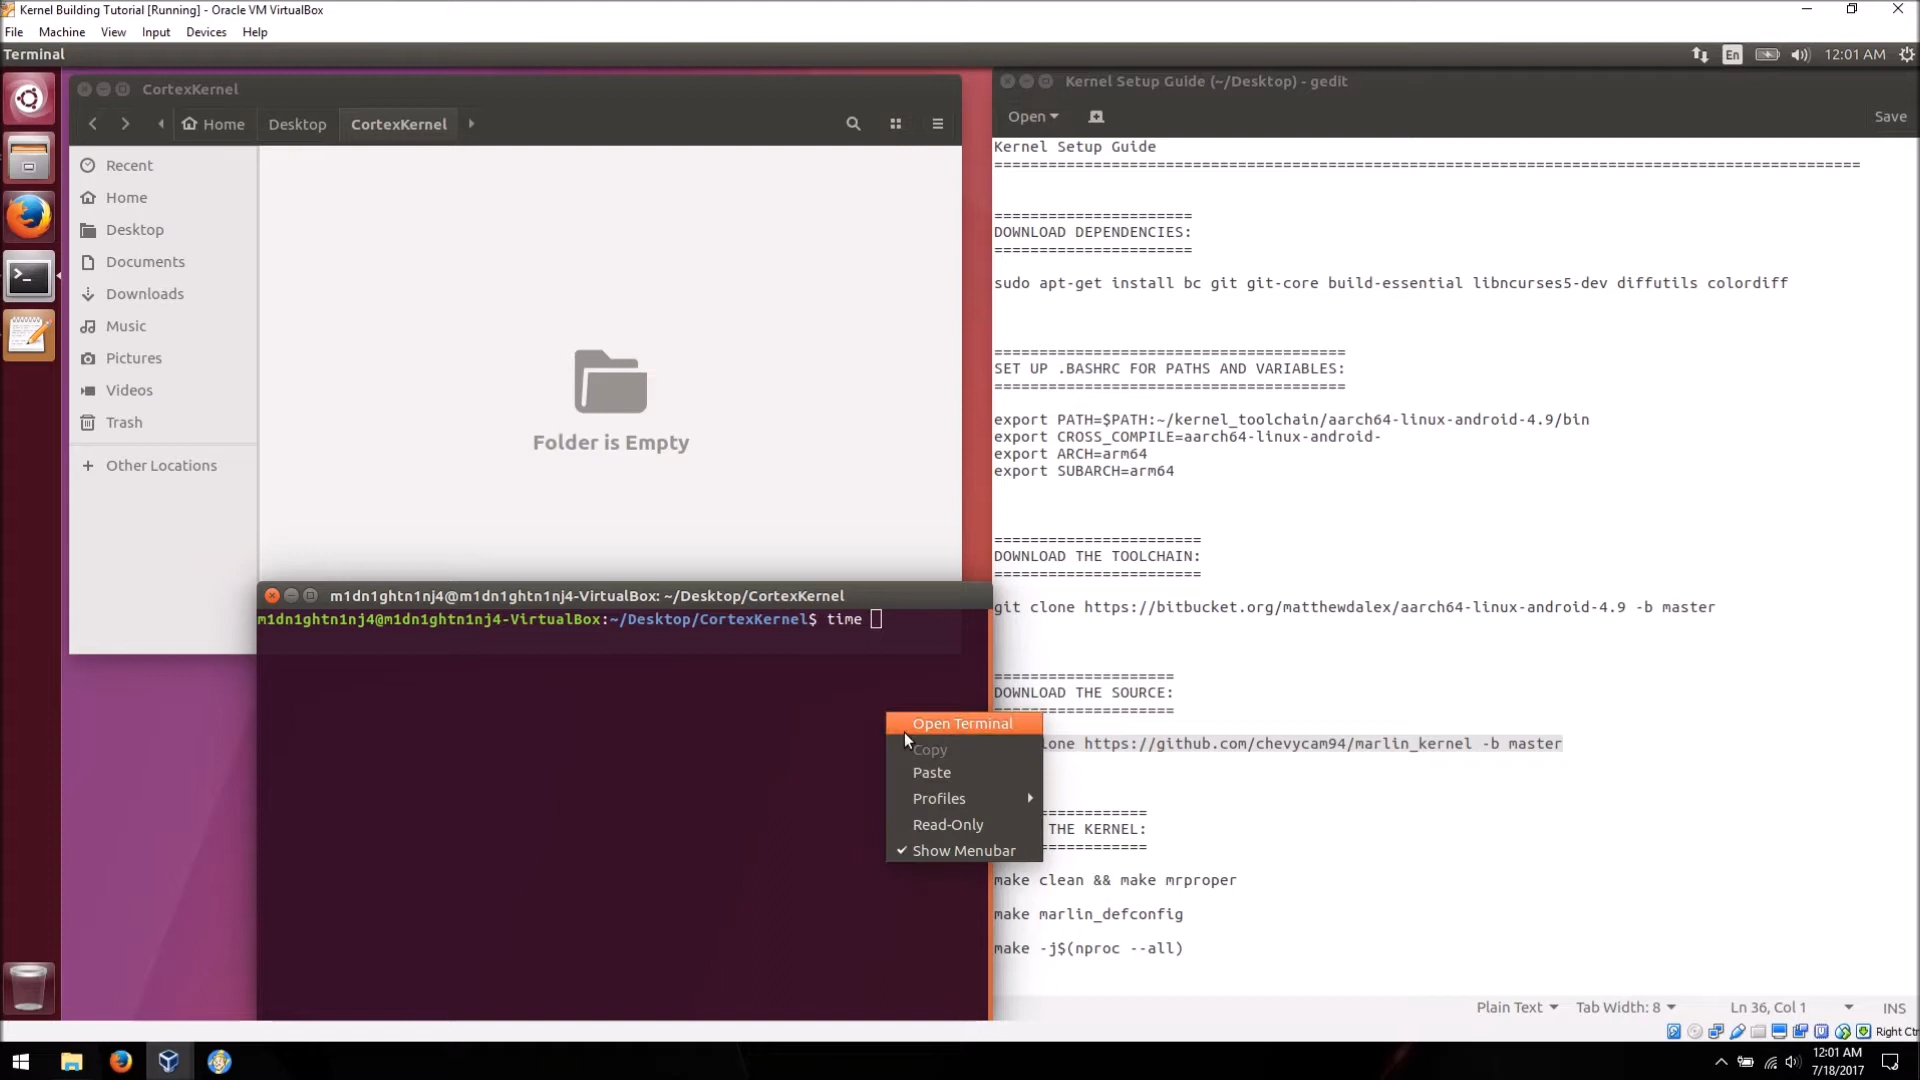 Kernel Building Tutorial [Running] - Oracle VM VirtualBox
File Machine View Input Devices Help
Terminal
En
12:01 AM
CortexKernel
Home Desktop CortexKernel
Recent
Home
Desktop
Documents
Downloads
Music
Pictures
Videos
Trash
+ Other Locations
Folder is Empty
m1dn1ghtn1nj4@m1dn1ghtn1nj4-VirtualBox: ~/Desktop/CortexKernel
m1dn1ghtn1nj4@m1dn1ghtn1nj4-VirtualBox:~/Desktop/CortexKernel$ time
Open Terminal
Copy
Paste
Profiles
Read-Only
✓ Show Menubar
Kernel Setup Guide (~/Desktop) - gedit
Open Save
Kernel Setup Guide
================================================================================================
======================
DOWNLOAD DEPENDENCIES:
======================
sudo apt-get install bc git git-core build-essential libncurses5-dev diffutils colordiff
=======================================
SET UP .BASHRC FOR PATHS AND VARIABLES:
=======================================
export PATH=$PATH:~/kernel_toolchain/aarch64-linux-android-4.9/bin
export CROSS_COMPILE=aarch64-linux-android-
export ARCH=arm64
export SUBARCH=arm64
=======================
DOWNLOAD THE TOOLCHAIN:
=======================
git clone https://bitbucket.org/matthewdalex/aarch64-linux-android-4.9 -b master
====================
DOWNLOAD THE SOURCE:
====================
lone https://github.com/chevycam94/marlin_kernel -b master
============
THE KERNEL:
============
make clean && make mrproper
make marlin_defconfig
make -j$(nproc --all)
Plain Text Tab Width: 8 Ln 36, Col 1 INS
Right Ctrl
12:01 AM
7/18/2017